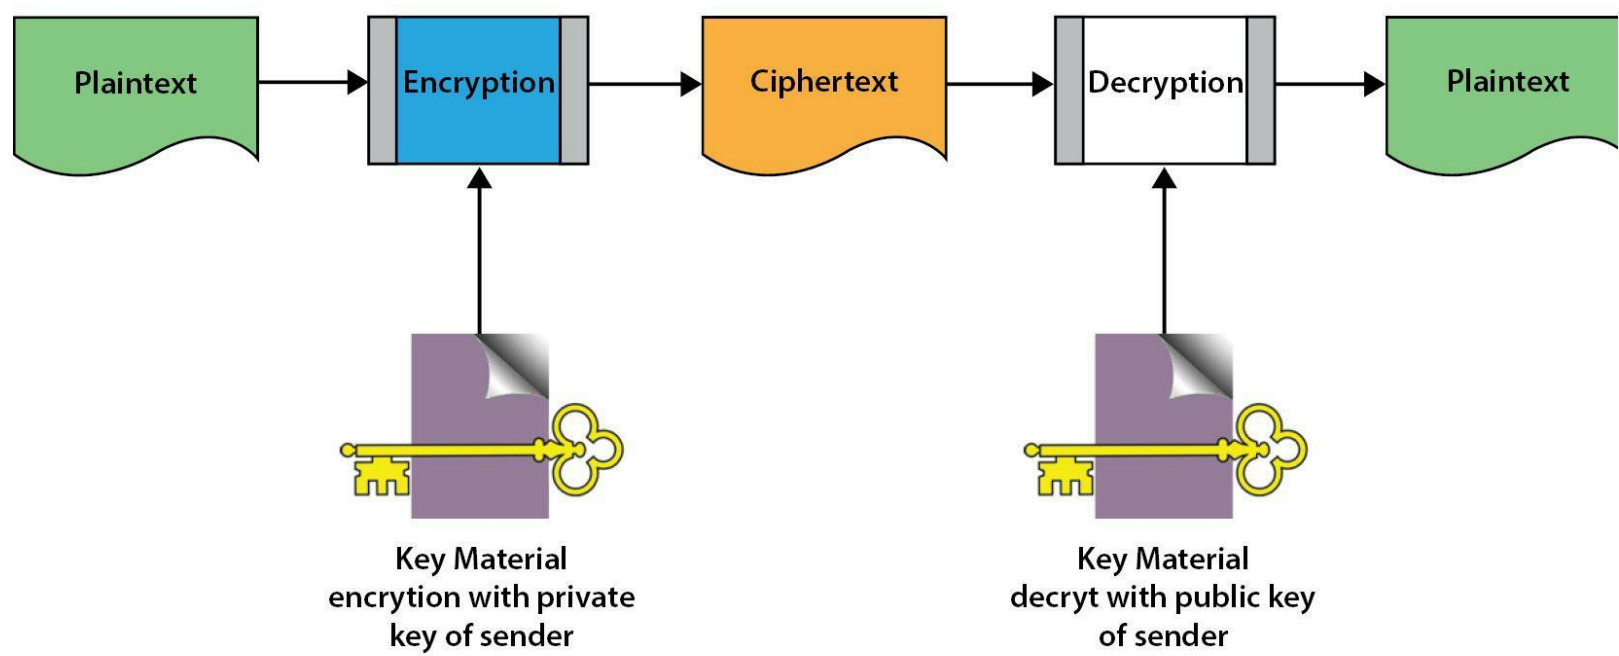 Plaintext
Encryption
Ciphertext
Decryption
Plaintext
Key Material
encrytion with private
key of sender
Key Material
decryt with public key
of sender